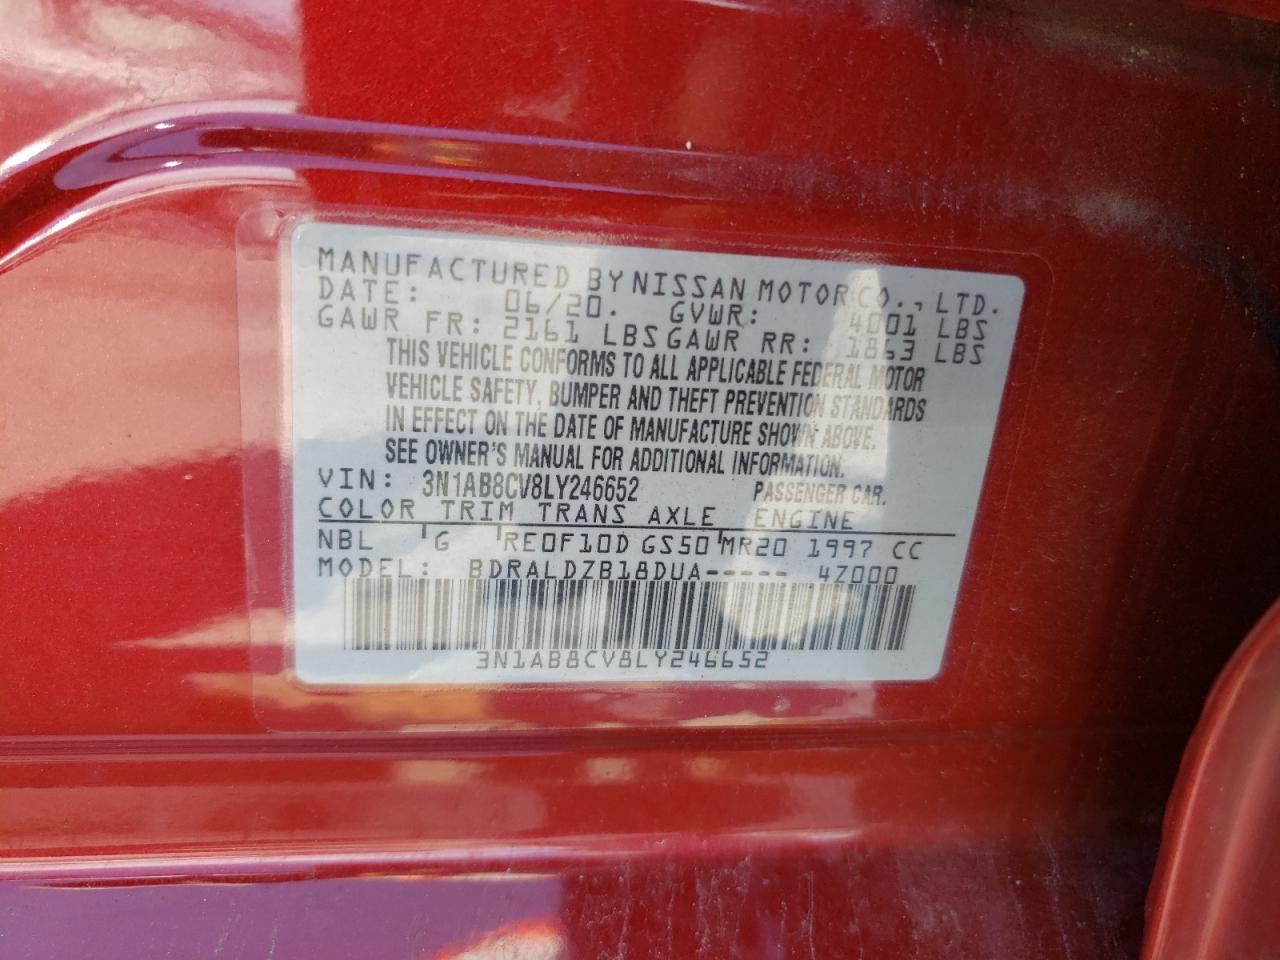 MANUFACTURED BY NISSAN MOTOR CO., LTD.
DATE: 06/20. GVWR: 4001 LBS
GAWR FR: 2161 LBS GAWR RR: 1863 LBS
THIS VEHICLE CONFORMS TO ALL APPLICABLE FEDERAL MOTOR
VEHICLE SAFETY, BUMPER AND THEFT PREVENTION STANDARDS
IN EFFECT ON THE DATE OF MANUFACTURE SHOWN ABOVE.
SEE OWNER'S MANUAL FOR ADDITIONAL INFORMATION.
VIN: 3N1AB8CV8LY246652 PASSENGER CAR.
COLOR TRIM TRANS AXLE ENGINE
NBL G RE0F10D GS50 MR20 1997 CC
MODEL: BDRALDZB18DUA----- 4Z000
3N1AB8CV8LY246652